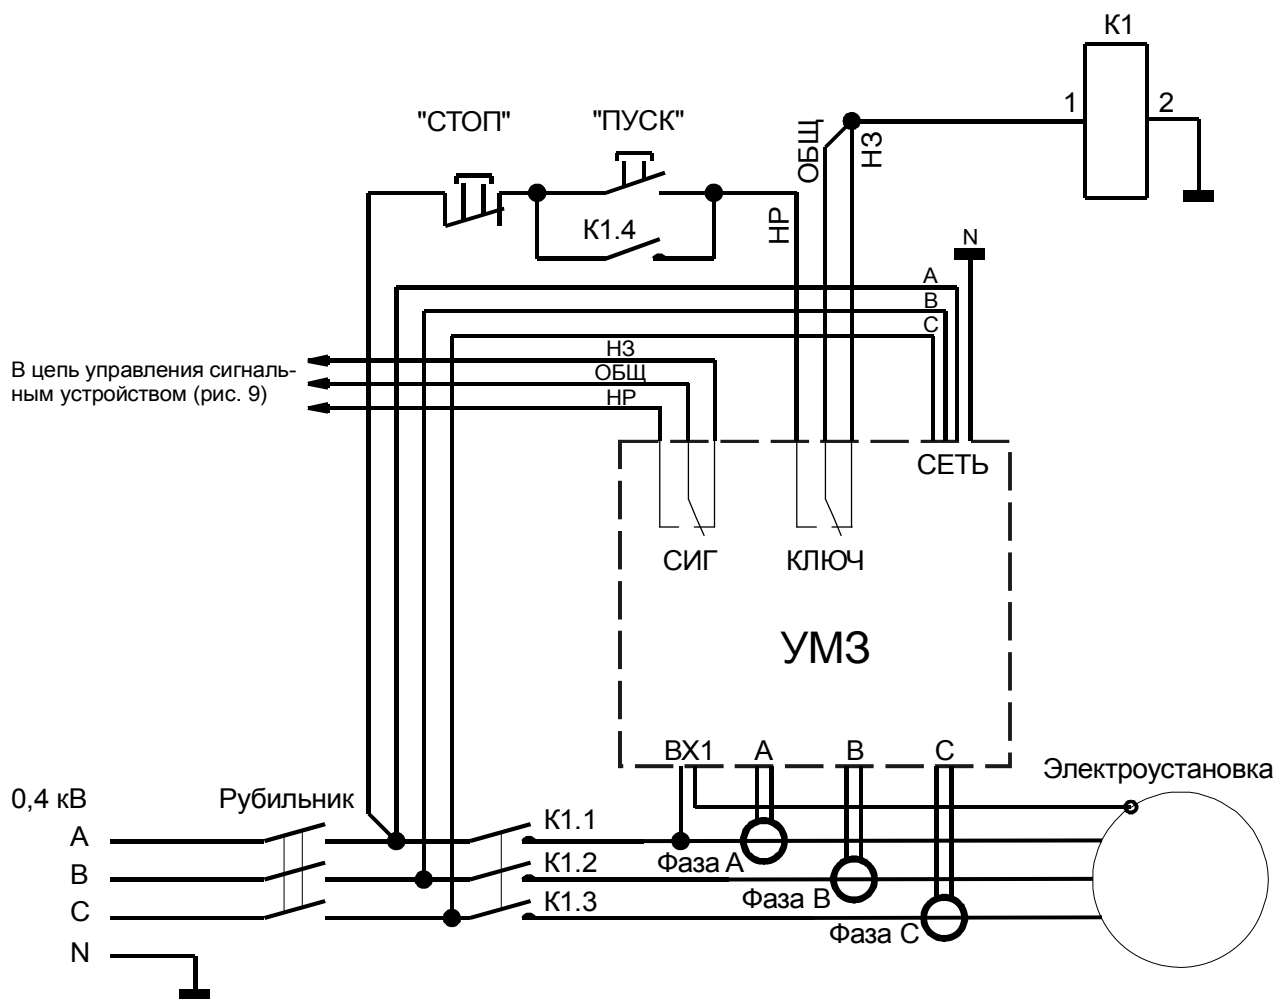 К1
1
2
"СТОП"
"ПУСК"
ОБЩ
НЗ
НР
К1.4
N
А
В
С
НЗ
ОБЩ
НР
В цепь управления сигналь-
ным устройством (рис. 9)
СЕТЬ
СИГ
КЛЮЧ
УМЗ
ВХ1
А
В
С
Электроустановка
0,4 кВ
Рубильник
А
К1.1
Фаза А
В
К1.2
Фаза В
С
К1.3
Фаза С
N